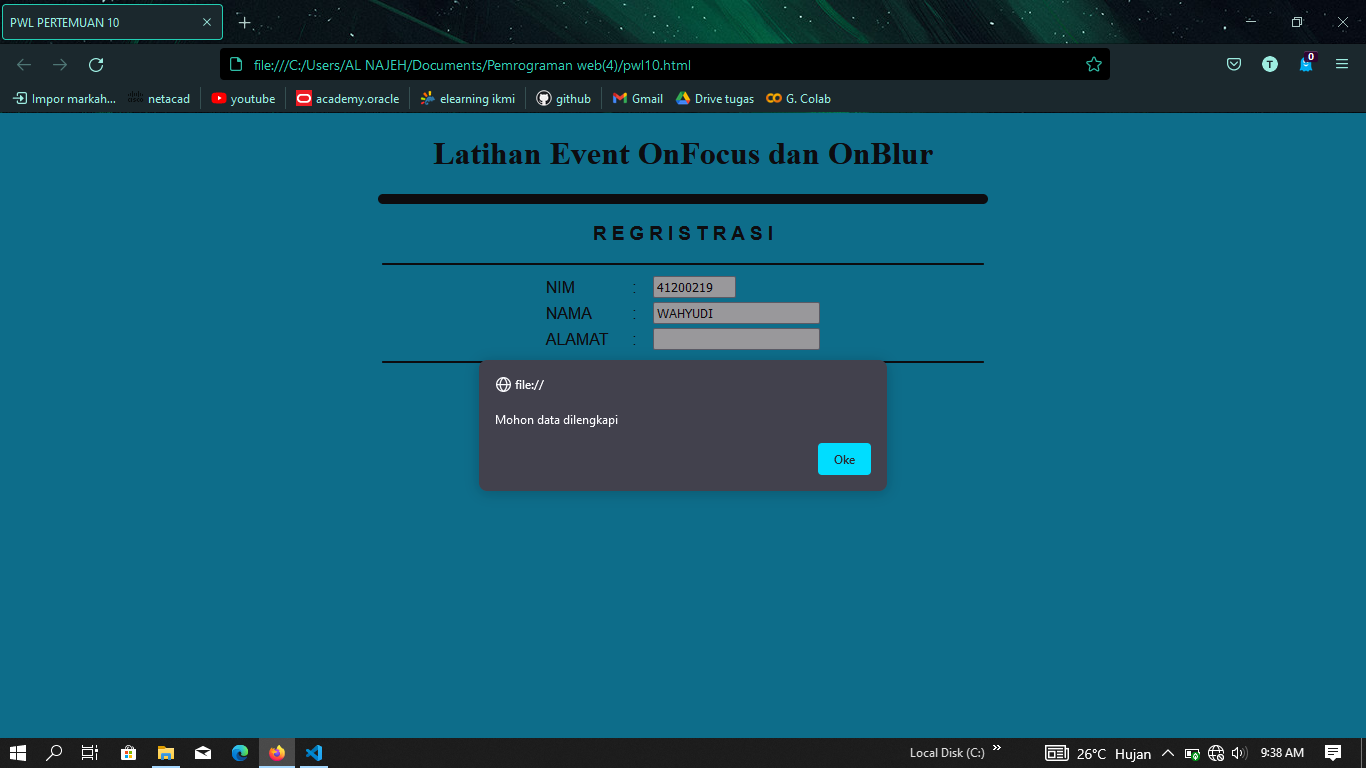 PWL PERTEMUAN 10
file:///C:/Users/AL NAJEH/Documents/Pemrograman web(4)/pwl10.html
T
0
Impor markah... netacad youtube academy.oracle elearning ikmi github Gmail Drive tugas G. Colab
Latihan Event OnFocus dan OnBlur
R E G R I S T R A S I
NIM : 41200219
NAMA : WAHYUDI
ALAMAT :
file://
Mohon data dilengkapi
Oke
Local Disk (C:) 26°C Hujan 9:38 AM